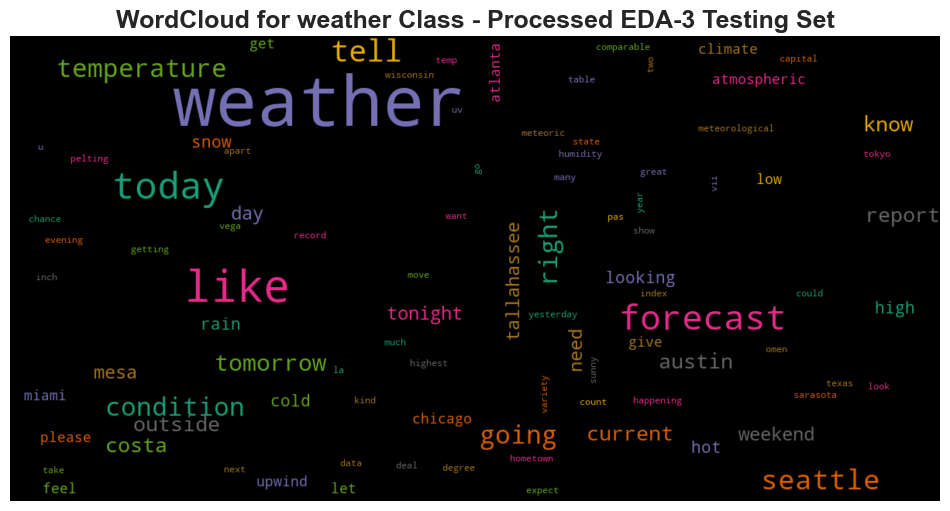 WordCloud for weather Class - Processed EDA-3 Testing Set
get
tell
temperature
temp
wisconsin
atlanta
comparable
two
climate
capital
table
atmospheric
weather
uv
snow
apart
u
pelting
meteoric
state
humidity
meteorological
know
tokyo
today
go
many
great
vii
low
day
vega
chance
evening
getting
record
want
right
pas
year
show
report
inch
like
move
tallahassee
looking
index
could
high
rain
tonight
yesterday
forecast
much
need
give
omen
tomorrow
la
highest
sunny
austin
mesa
miami
cold
kind
variety
count
happening
texas
sarasota
look
condition
outside
chicago
please
costa
going
current
weekend
hot
hometown
take
next
data
deal
degree
feel
upwind
let
expect
seattle